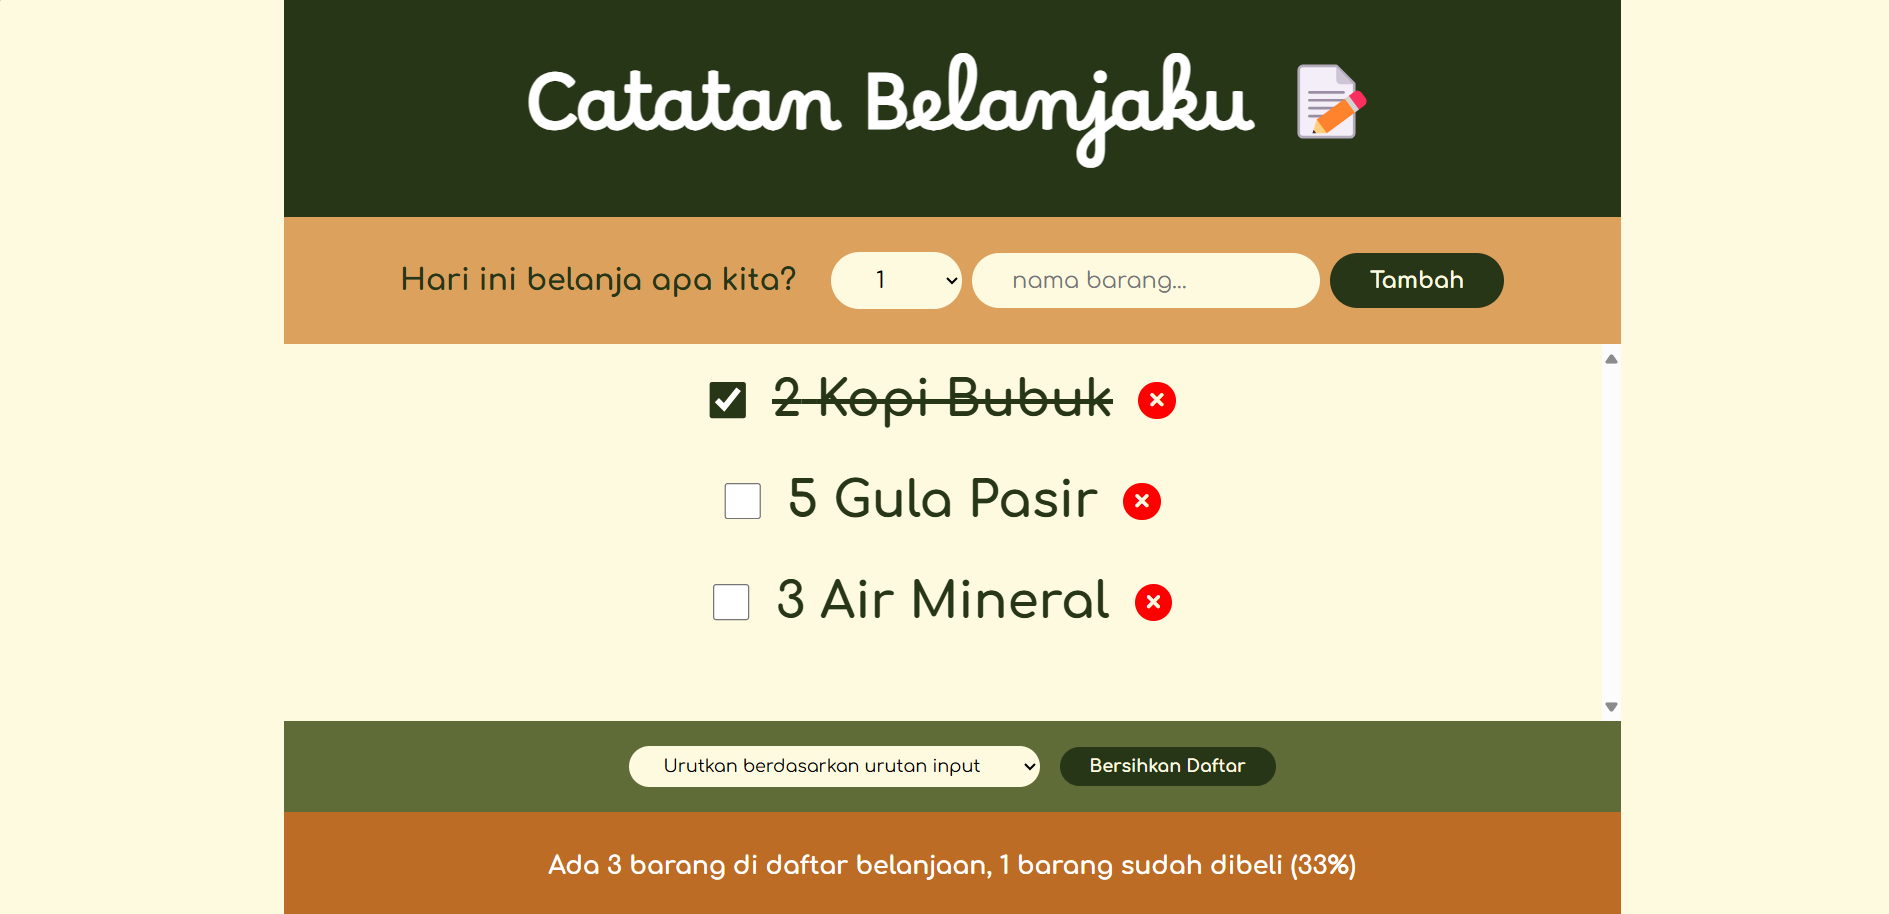 Catatan Belanjaku 📝
Hari ini belanja apa kita? 1 nama barang... Tambah
2 Kopi Bubuk
5 Gula Pasir
3 Air Mineral
Urutkan berdasarkan urutan input Bersihkan Daftar
Ada 3 barang di daftar belanjaan, 1 barang sudah dibeli (33%)